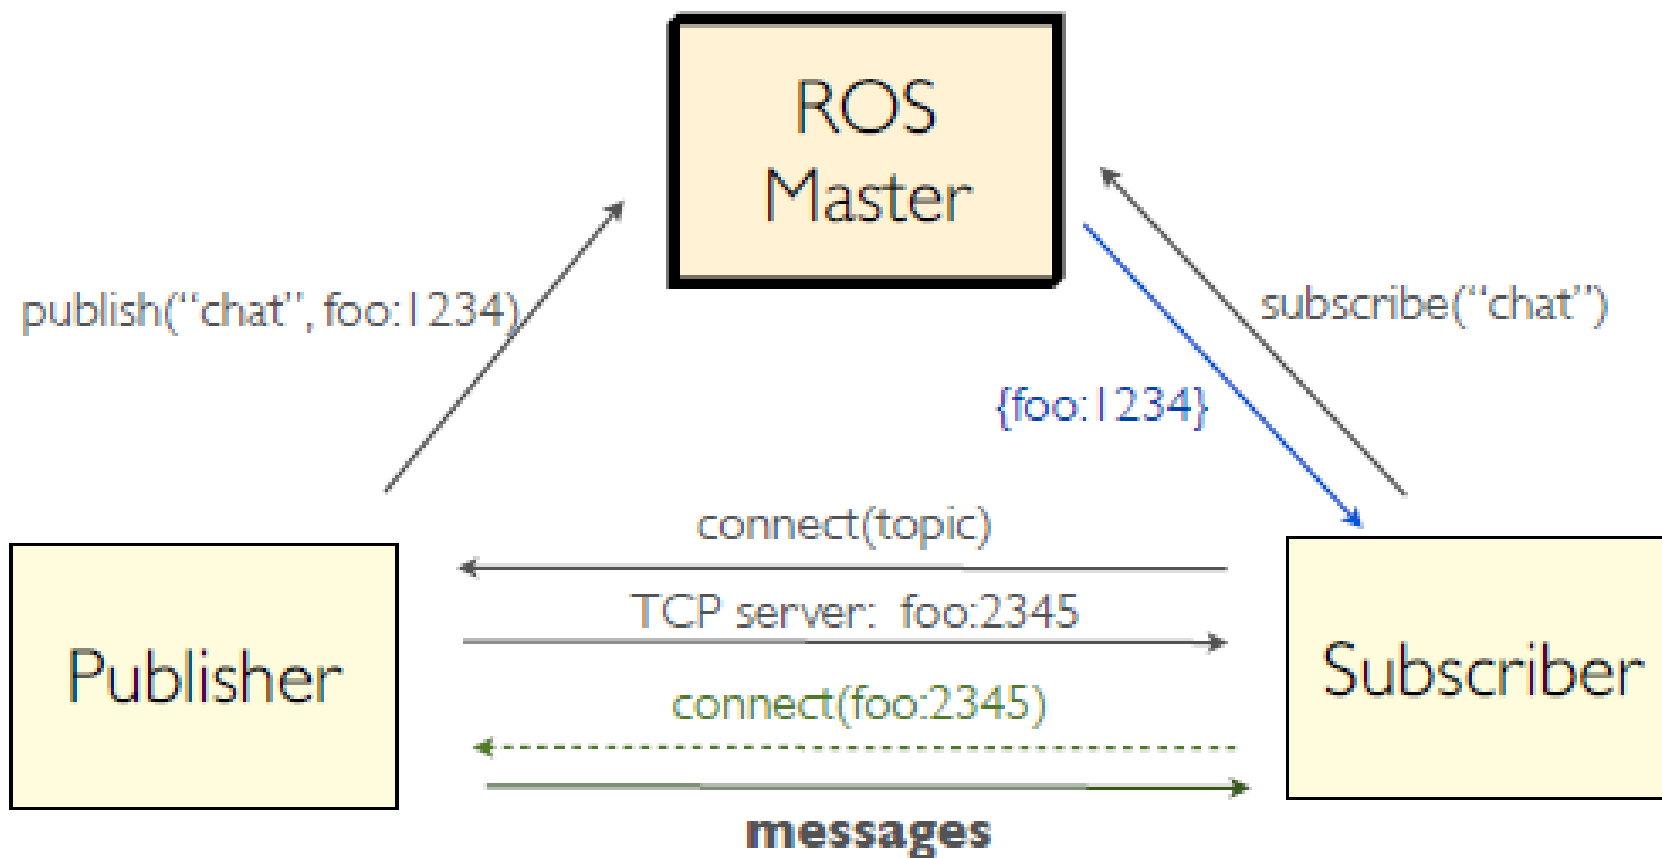 ROS
Master
publish(“chat”, foo:1234)
subscribe(“chat”)
{foo:1234}
connect(topic)
TCP server: foo:2345
Publisher
Subscriber
connect(foo:2345)
messages